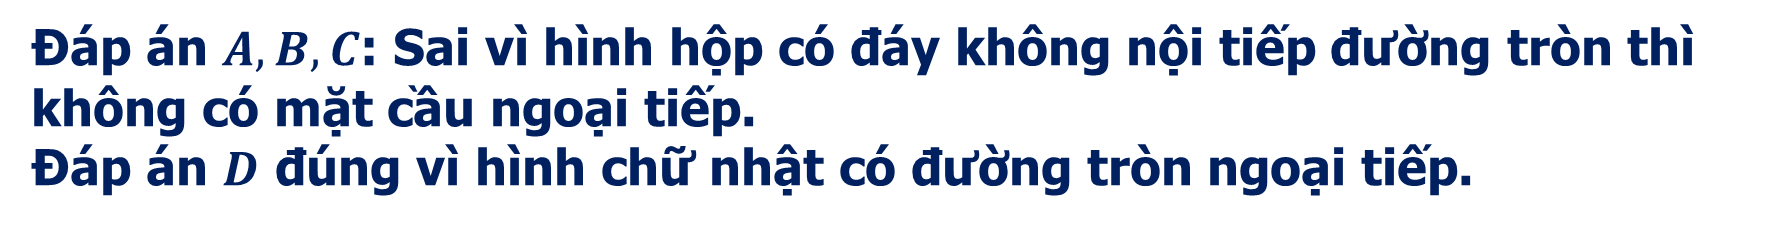 Đáp án A, B, C: Sai vì hình hộp có đáy không nội tiếp đường tròn thì
không có mặt cầu ngoại tiếp.
Đáp án D đúng vì hình chữ nhật có đường tròn ngoại tiếp.